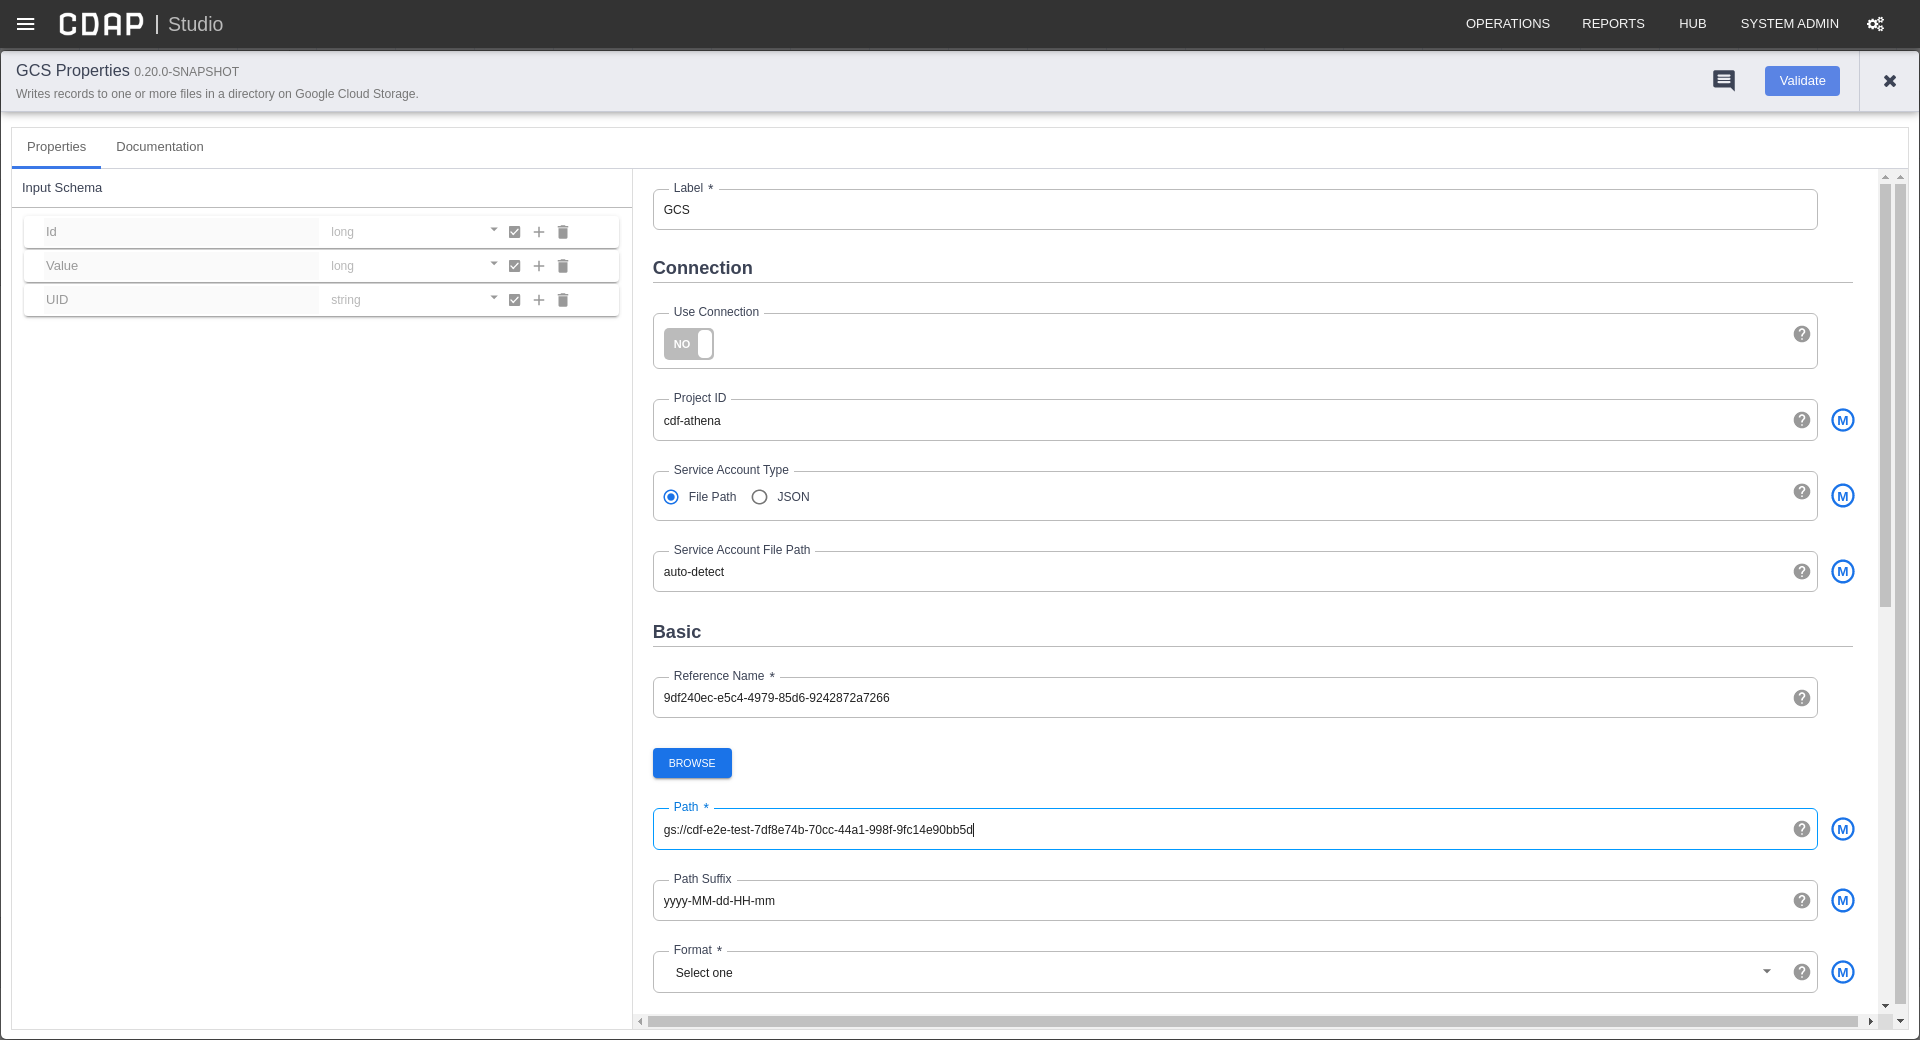 CDAP | Studio
OPERATIONS REPORTS HUB SYSTEM ADMIN
GCS Properties 0.20.0-SNAPSHOT
Writes records to one or more files in a directory on Google Cloud Storage.
Validate
Properties Documentation
Input Schema
Id long
Value long
UID string
Label *
GCS
Connection
Use Connection
NO
Project ID
cdf-athena
M
Service Account Type
File Path JSON
M
Service Account File Path
auto-detect
M
Basic
Reference Name *
9df240ec-e5c4-4979-85d6-9242872a7266
BROWSE
Path *
gs://cdf-e2e-test-7df8e74b-70cc-44a1-998f-9fc14e90bb5d
M
Path Suffix
yyyy-MM-dd-HH-mm
M
Format *
Select one
M